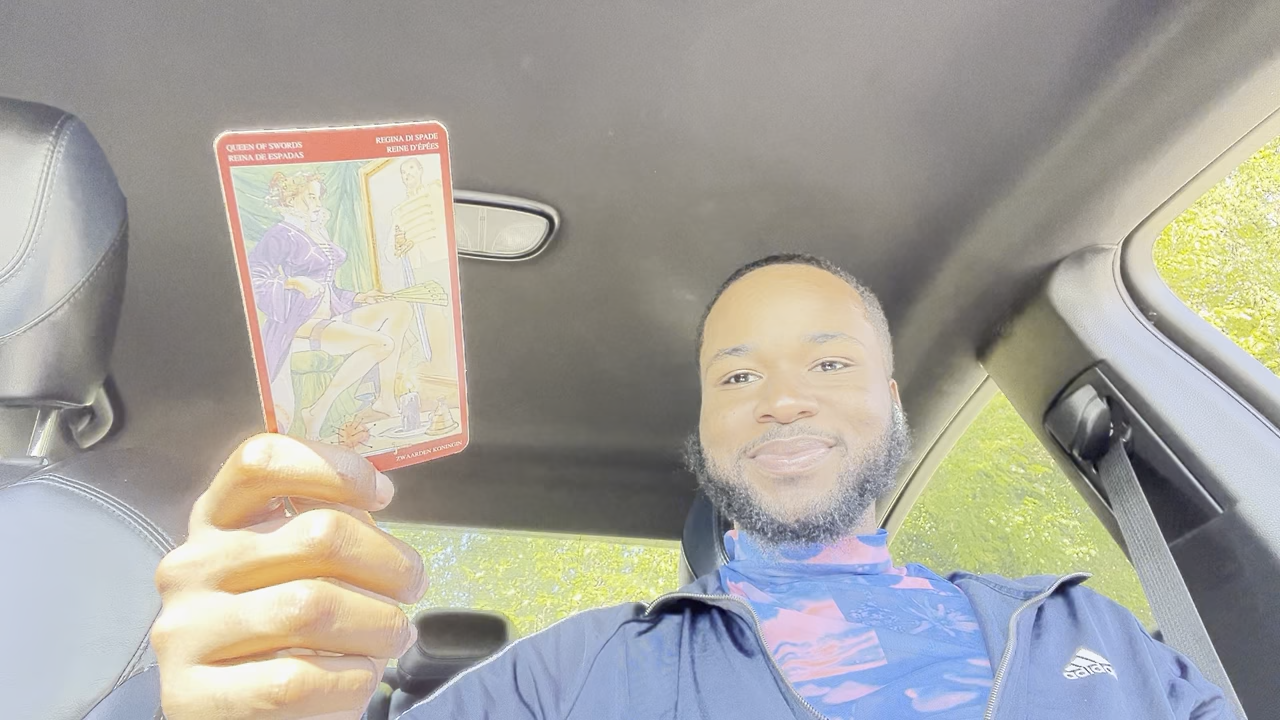 QUEEN OF SWORDS
REINA DE ESPADAS
REGINA DI SPADE
REINE D'ÉPÉES
ZWAARDEN KONINGIN
adidas